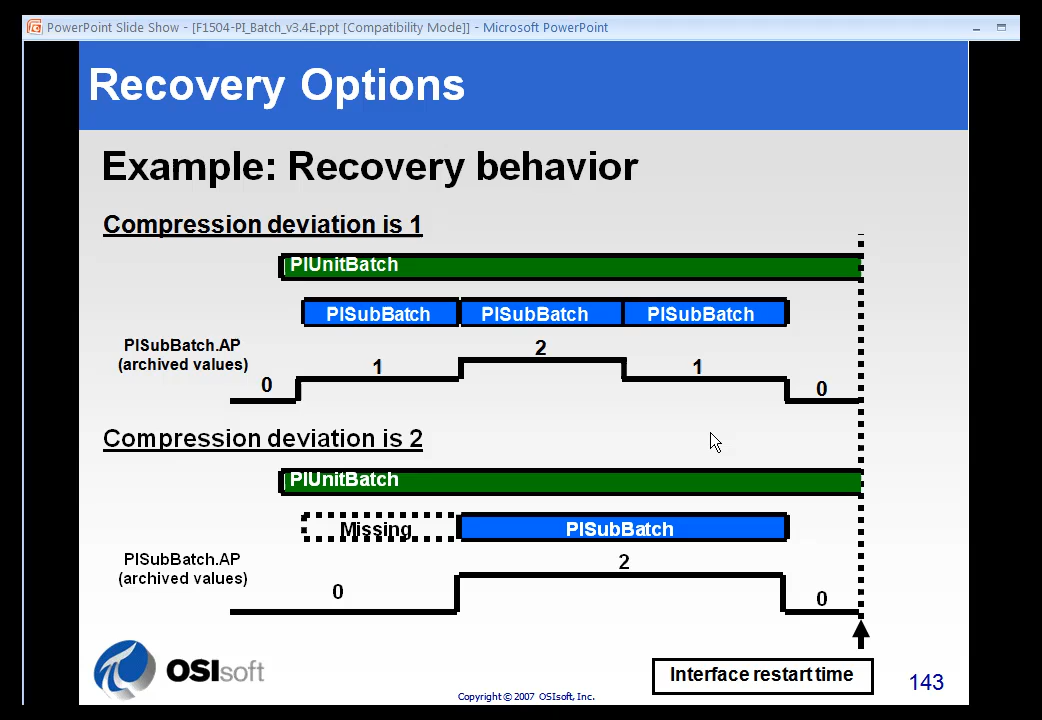 PowerPoint Slide Show - [F1504-PI_Batch_v3.4E.ppt [Compatibility Mode]] - Microsoft PowerPoint
Recovery Options
Example: Recovery behavior
Compression deviation is 1
PIUnitBatch
PISubBatch PISubBatch PISubBatch
PISubBatch.AP
(archived values)
0 1 2 1 0
Compression deviation is 2
PIUnitBatch
Missing PISubBatch
PISubBatch.AP
(archived values)
0 2 0
OSIsoft
Interface restart time
143
Copyright © 2007 OSIsoft, Inc.